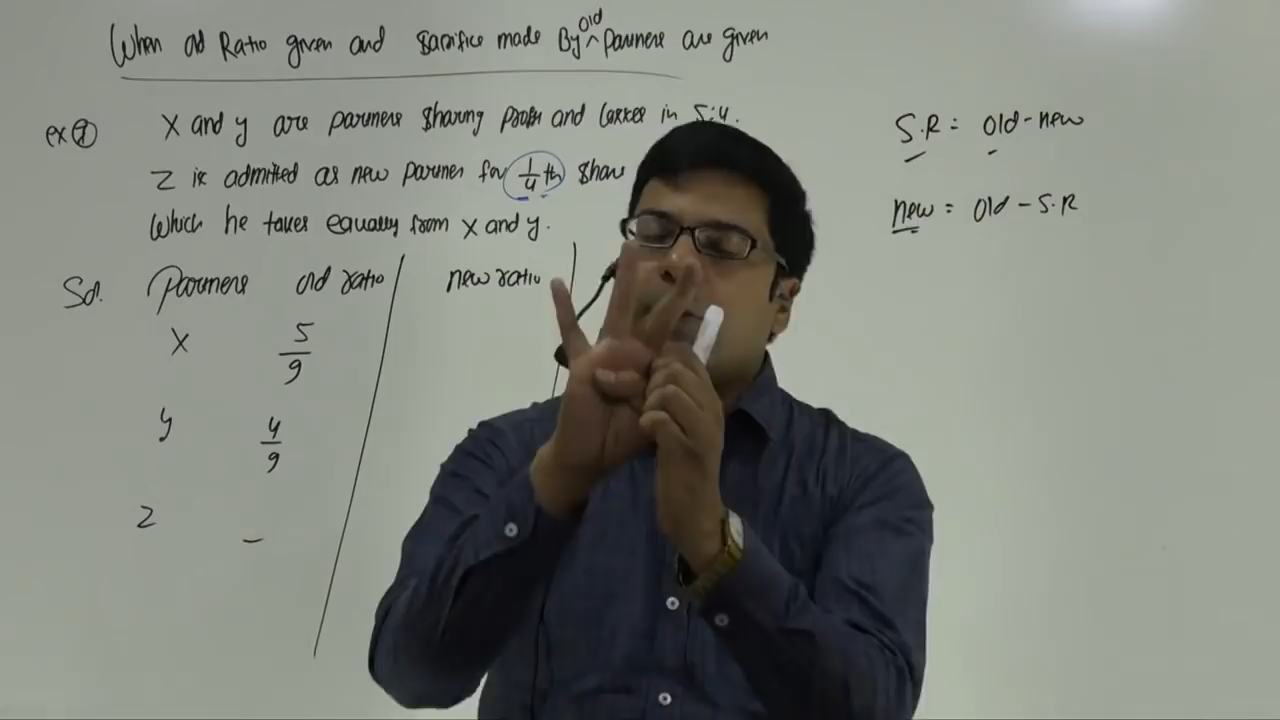 When old Ratio given and Sacrifice made By old Partners are given
ex ①
X and y are partners sharing profit and losses in 5:4.
Z is admitted as new partner for 1/4 th share
Which he takes equally from X and y.
Sol. Partners old ratio new ratio
X 5/9
y 4/9
Z –
S.R = Old - new
new = Old - S.R